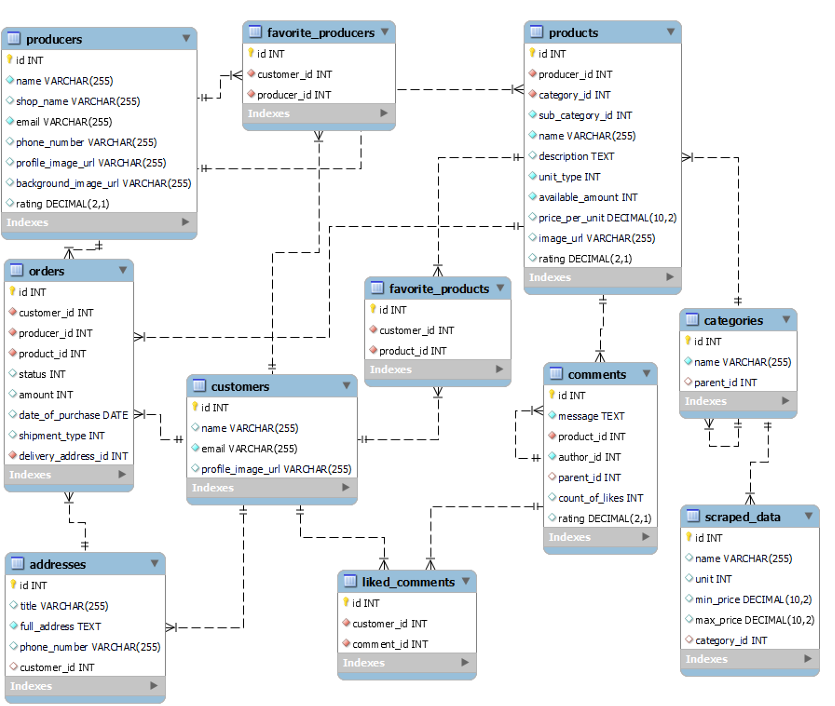 producers
id INT
name VARCHAR(255)
shop_name VARCHAR(255)
email VARCHAR(255)
phone_number VARCHAR(255)
profile_image_url VARCHAR(255)
background_image_url VARCHAR(255)
rating DECIMAL(2,1)
Indexes
favorite_producers
id INT
customer_id INT
producer_id INT
Indexes
products
id INT
producer_id INT
category_id INT
sub_category_id INT
name VARCHAR(255)
description TEXT
unit_type INT
available_amount INT
price_per_unit DECIMAL(10,2)
image_url VARCHAR(255)
rating DECIMAL(2,1)
Indexes
orders
id INT
customer_id INT
producer_id INT
product_id INT
status INT
amount INT
date_of_purchase DATE
shipment_type INT
delivery_address_id INT
Indexes
favorite_products
id INT
customer_id INT
product_id INT
Indexes
categories
id INT
name VARCHAR(255)
parent_id INT
Indexes
customers
id INT
name VARCHAR(255)
email VARCHAR(255)
profile_image_url VARCHAR(255)
Indexes
comments
id INT
message TEXT
product_id INT
author_id INT
parent_id INT
count_of_likes INT
rating DECIMAL(2,1)
Indexes
scraped_data
id INT
name VARCHAR(255)
unit INT
min_price DECIMAL(10,2)
max_price DECIMAL(10,2)
category_id INT
Indexes
addresses
id INT
title VARCHAR(255)
full_address TEXT
phone_number VARCHAR(255)
customer_id INT
Indexes
liked_comments
id INT
customer_id INT
comment_id INT
Indexes